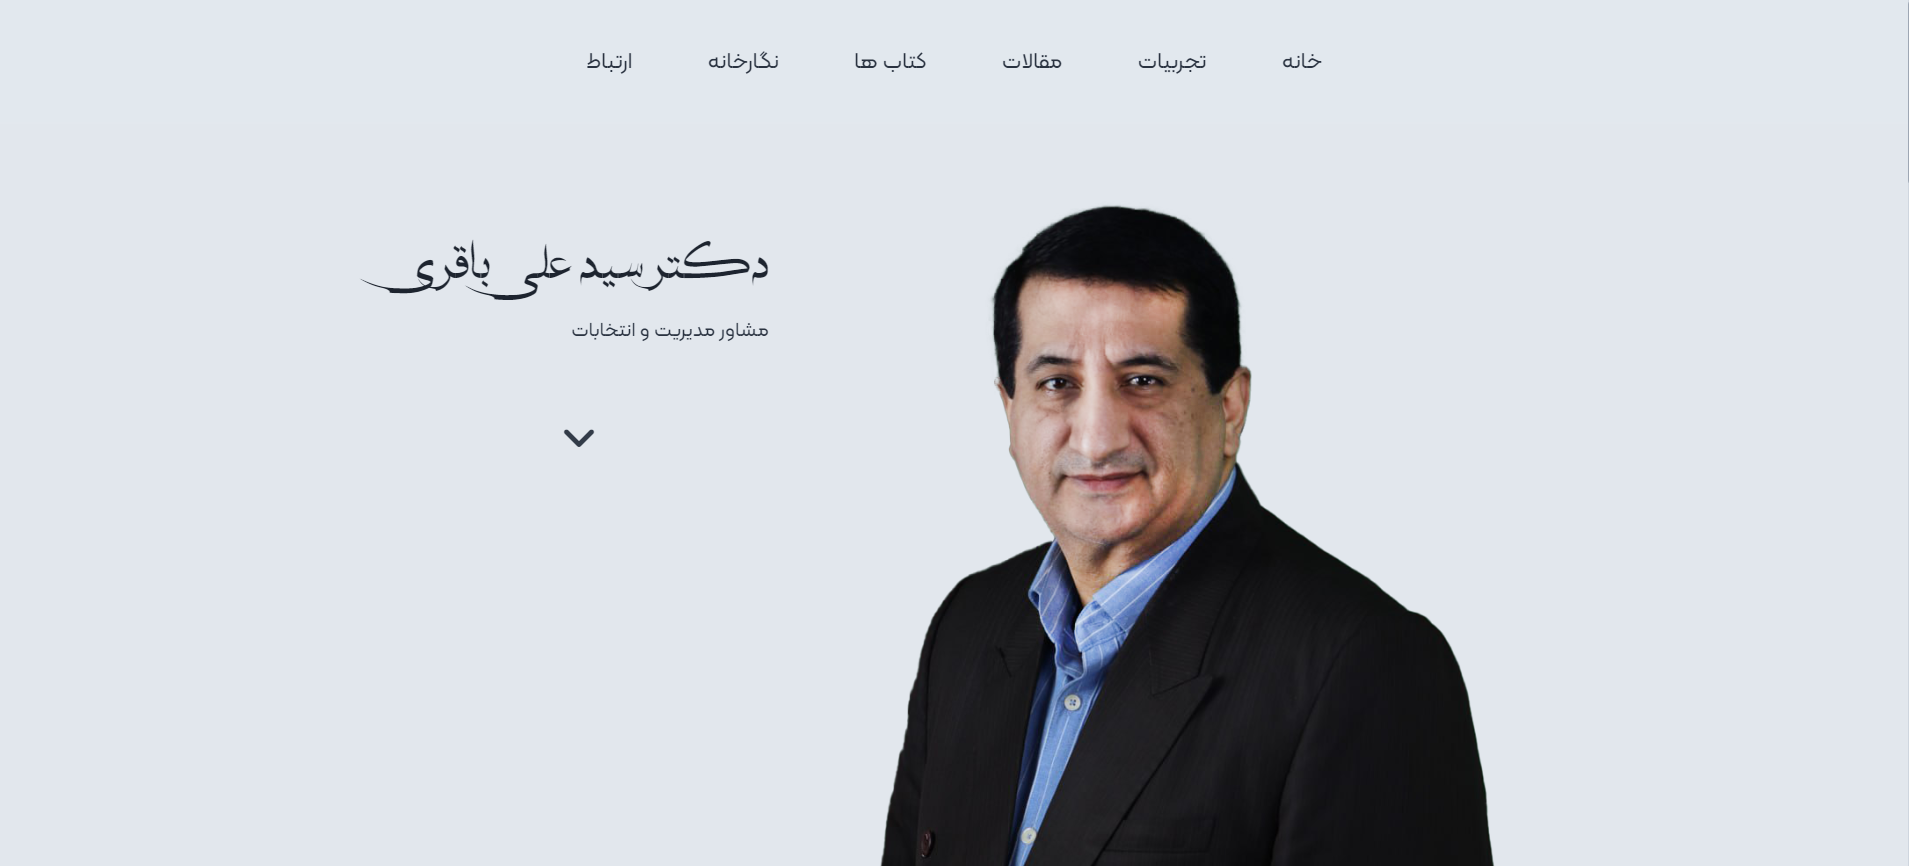 خانه تجربیات مقالات کتاب ها نگارخانه ارتباط
دکتر سید علی باقری
مشاور مدیریت و انتخابات